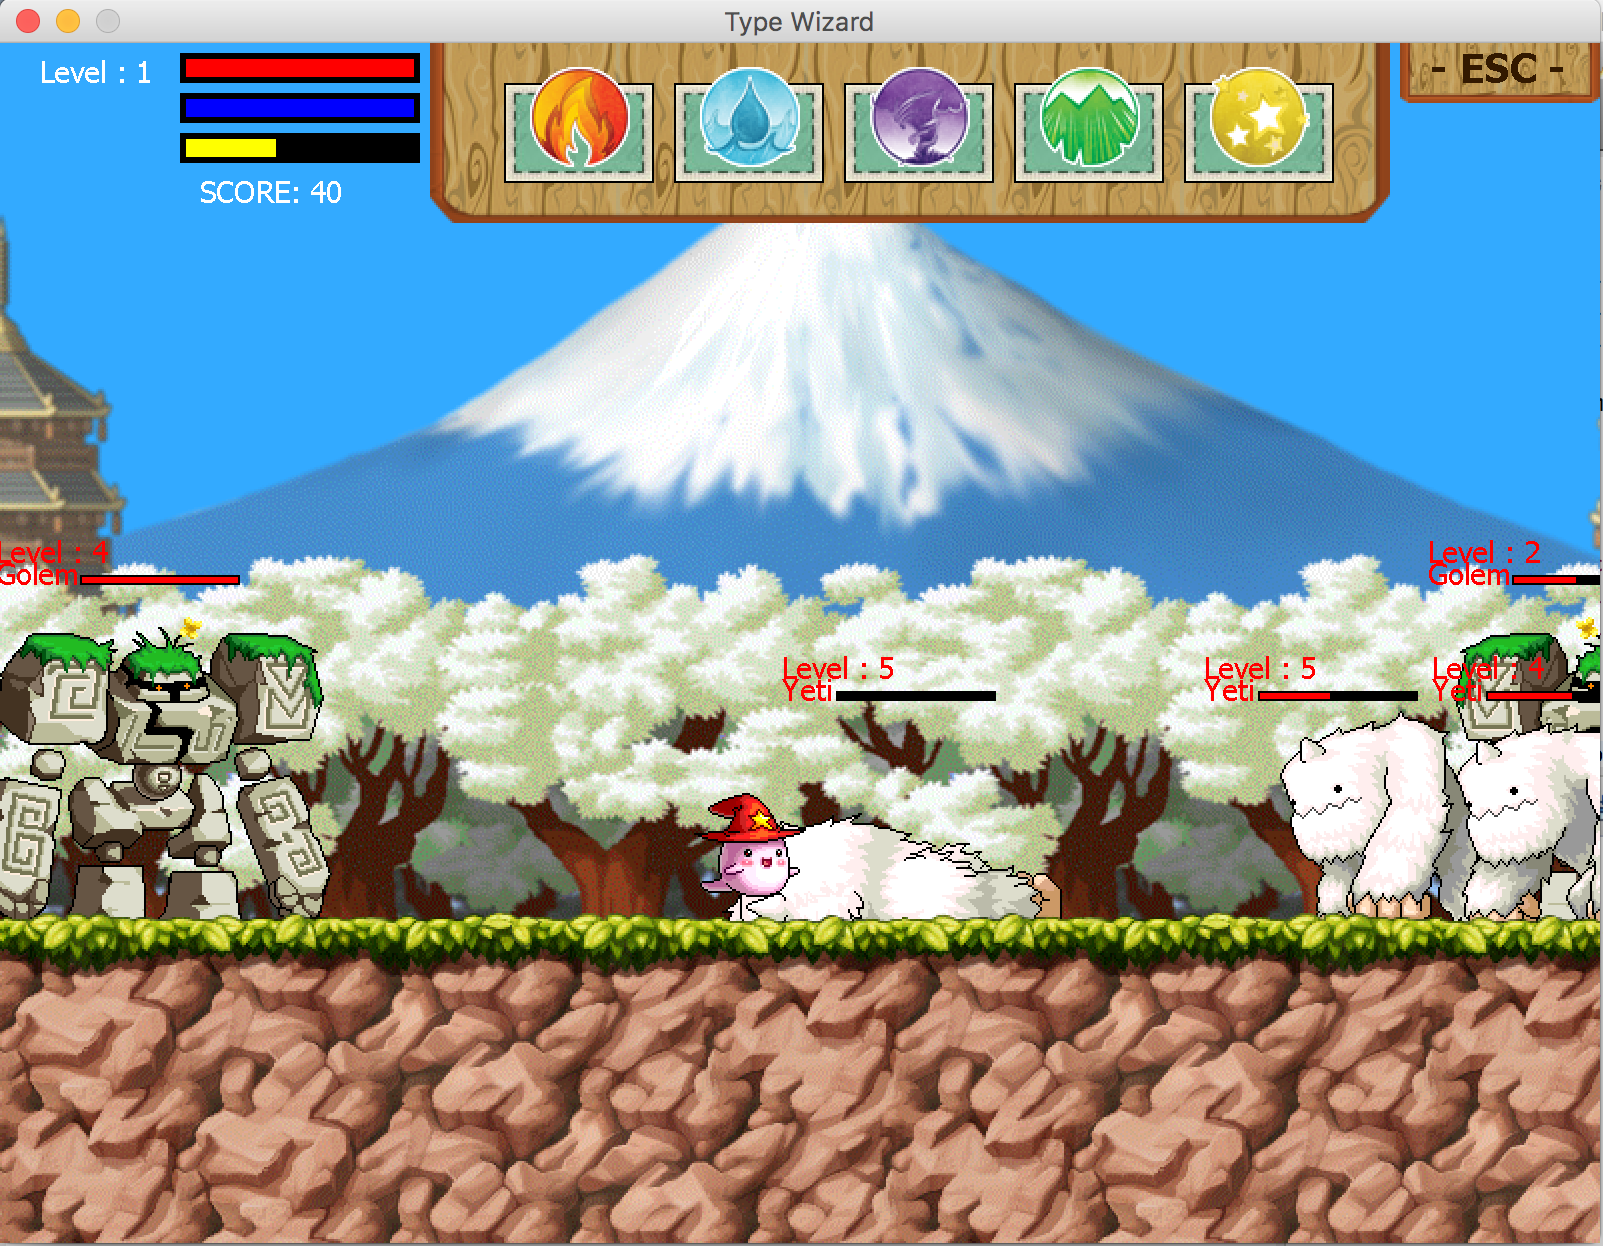 Type Wizard
Level : 1
- ESC -
SCORE: 40
Level : 4
Golem
Level : 2
Golem
Level : 5
Yeti
Level : 5
Yeti
Level : 4
Yeti